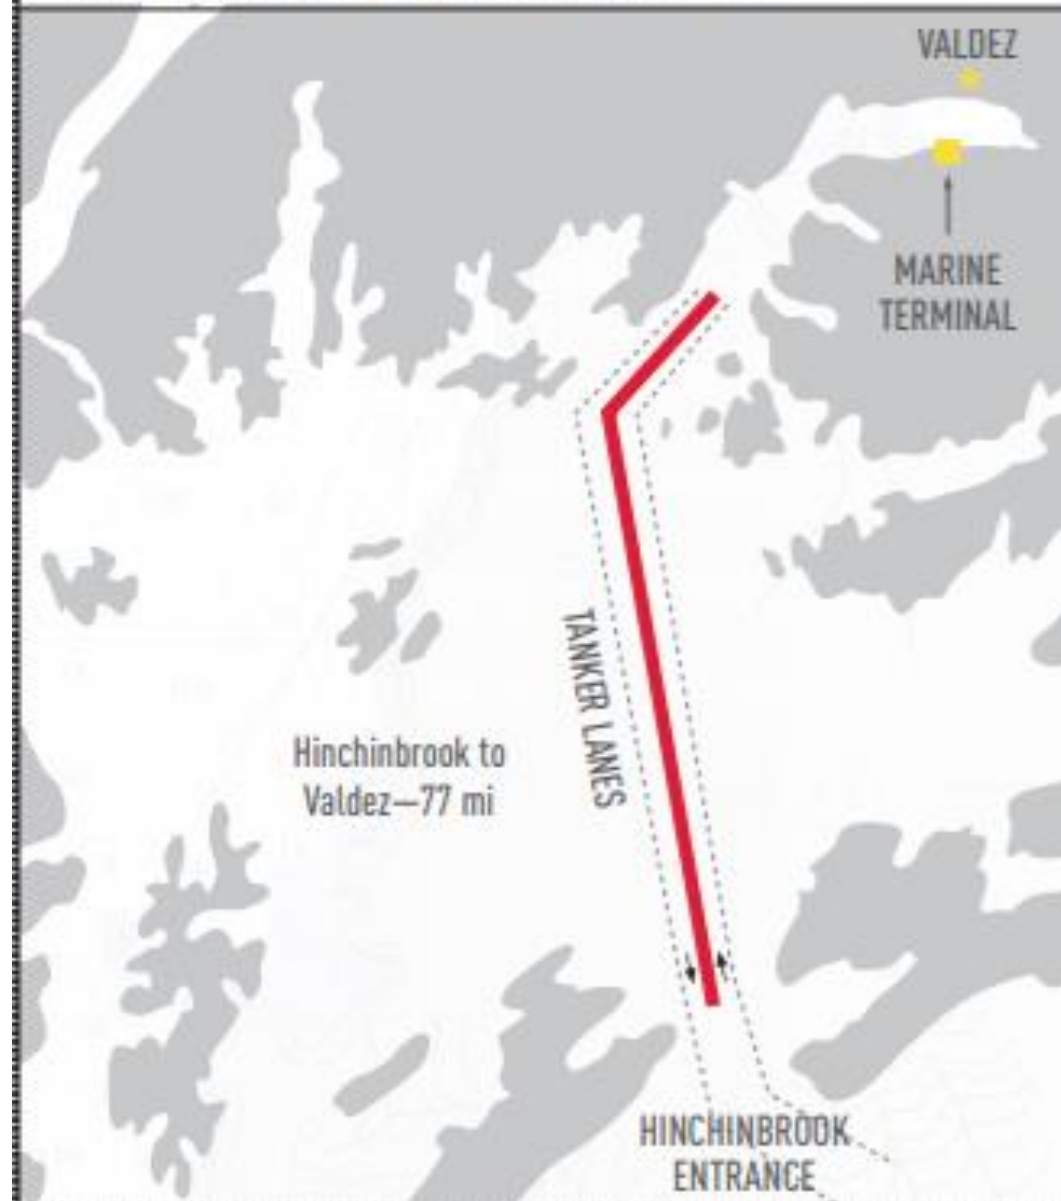 VALDEZ
MARINE
TERMINAL
TANKER LANES
Hinchinbrook to
Valdez—77 mi
HINCHINBROOK
ENTRANCE